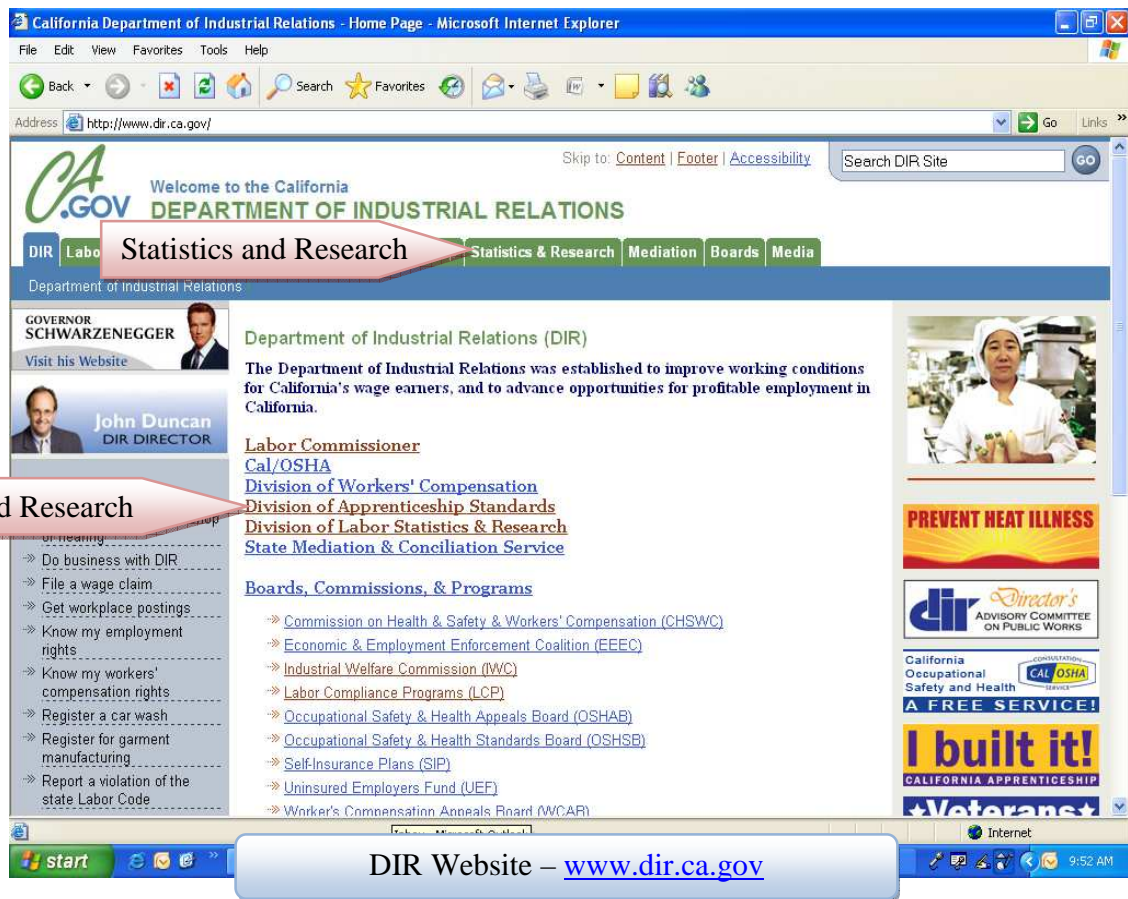 California Department of Industrial Relations - Home Page - Microsoft Internet Explorer
File Edit View Favorites Tools Help
Back Search Favorites
Address http://www.dir.ca.gov/ Go Links »
Skip to: Content | Footer | Accessibility
Search DIR Site GO
CA.GOV
Welcome to the California
DEPARTMENT OF INDUSTRIAL RELATIONS
DIR Labo Statistics and Research Statistics & Research Mediation Boards Media
Department of Industrial Relations
GOVERNOR
SCHWARZENEGGER
Visit his Website
John Duncan
DIR DIRECTOR
Department of Industrial Relations (DIR)
The Department of Industrial Relations was established to improve working conditions
for California's wage earners, and to advance opportunities for profitable employment in
California.
Labor Commissioner
Cal/OSHA
Division of Workers' Compensation
Division of Apprenticeship Standards
Division of Labor Statistics & Research
State Mediation & Conciliation Service
Boards, Commissions, & Programs
Commission on Health & Safety & Workers' Compensation (CHSWC)
Economic & Employment Enforcement Coalition (EEEC)
Industrial Welfare Commission (IWC)
Labor Compliance Programs (LCP)
Occupational Safety & Health Appeals Board (OSHAB)
Occupational Safety & Health Standards Board (OSHSB)
Self-Insurance Plans (SIP)
Uninsured Employers Fund (UEF)
Worker's Compensation Appeals Board (WCAB)
d Research
or hearing
Do business with DIR
File a wage claim
Get workplace postings
Know my employment
rights
Know my workers'
compensation rights
Register a car wash
Register for garment
manufacturing
Report a violation of the
state Labor Code
PREVENT HEAT ILLNESS
dir Director's
ADVISORY COMMITTEE
ON PUBLIC WORKS
California
Occupational
Safety and Health
CONSULTATION
CAL OSHA
SERVICE
A FREE SERVICE!
I built it!
CALIFORNIA APPRENTICESHIP
Veterans
Internet
start
DIR Website – www.dir.ca.gov
9:52 AM